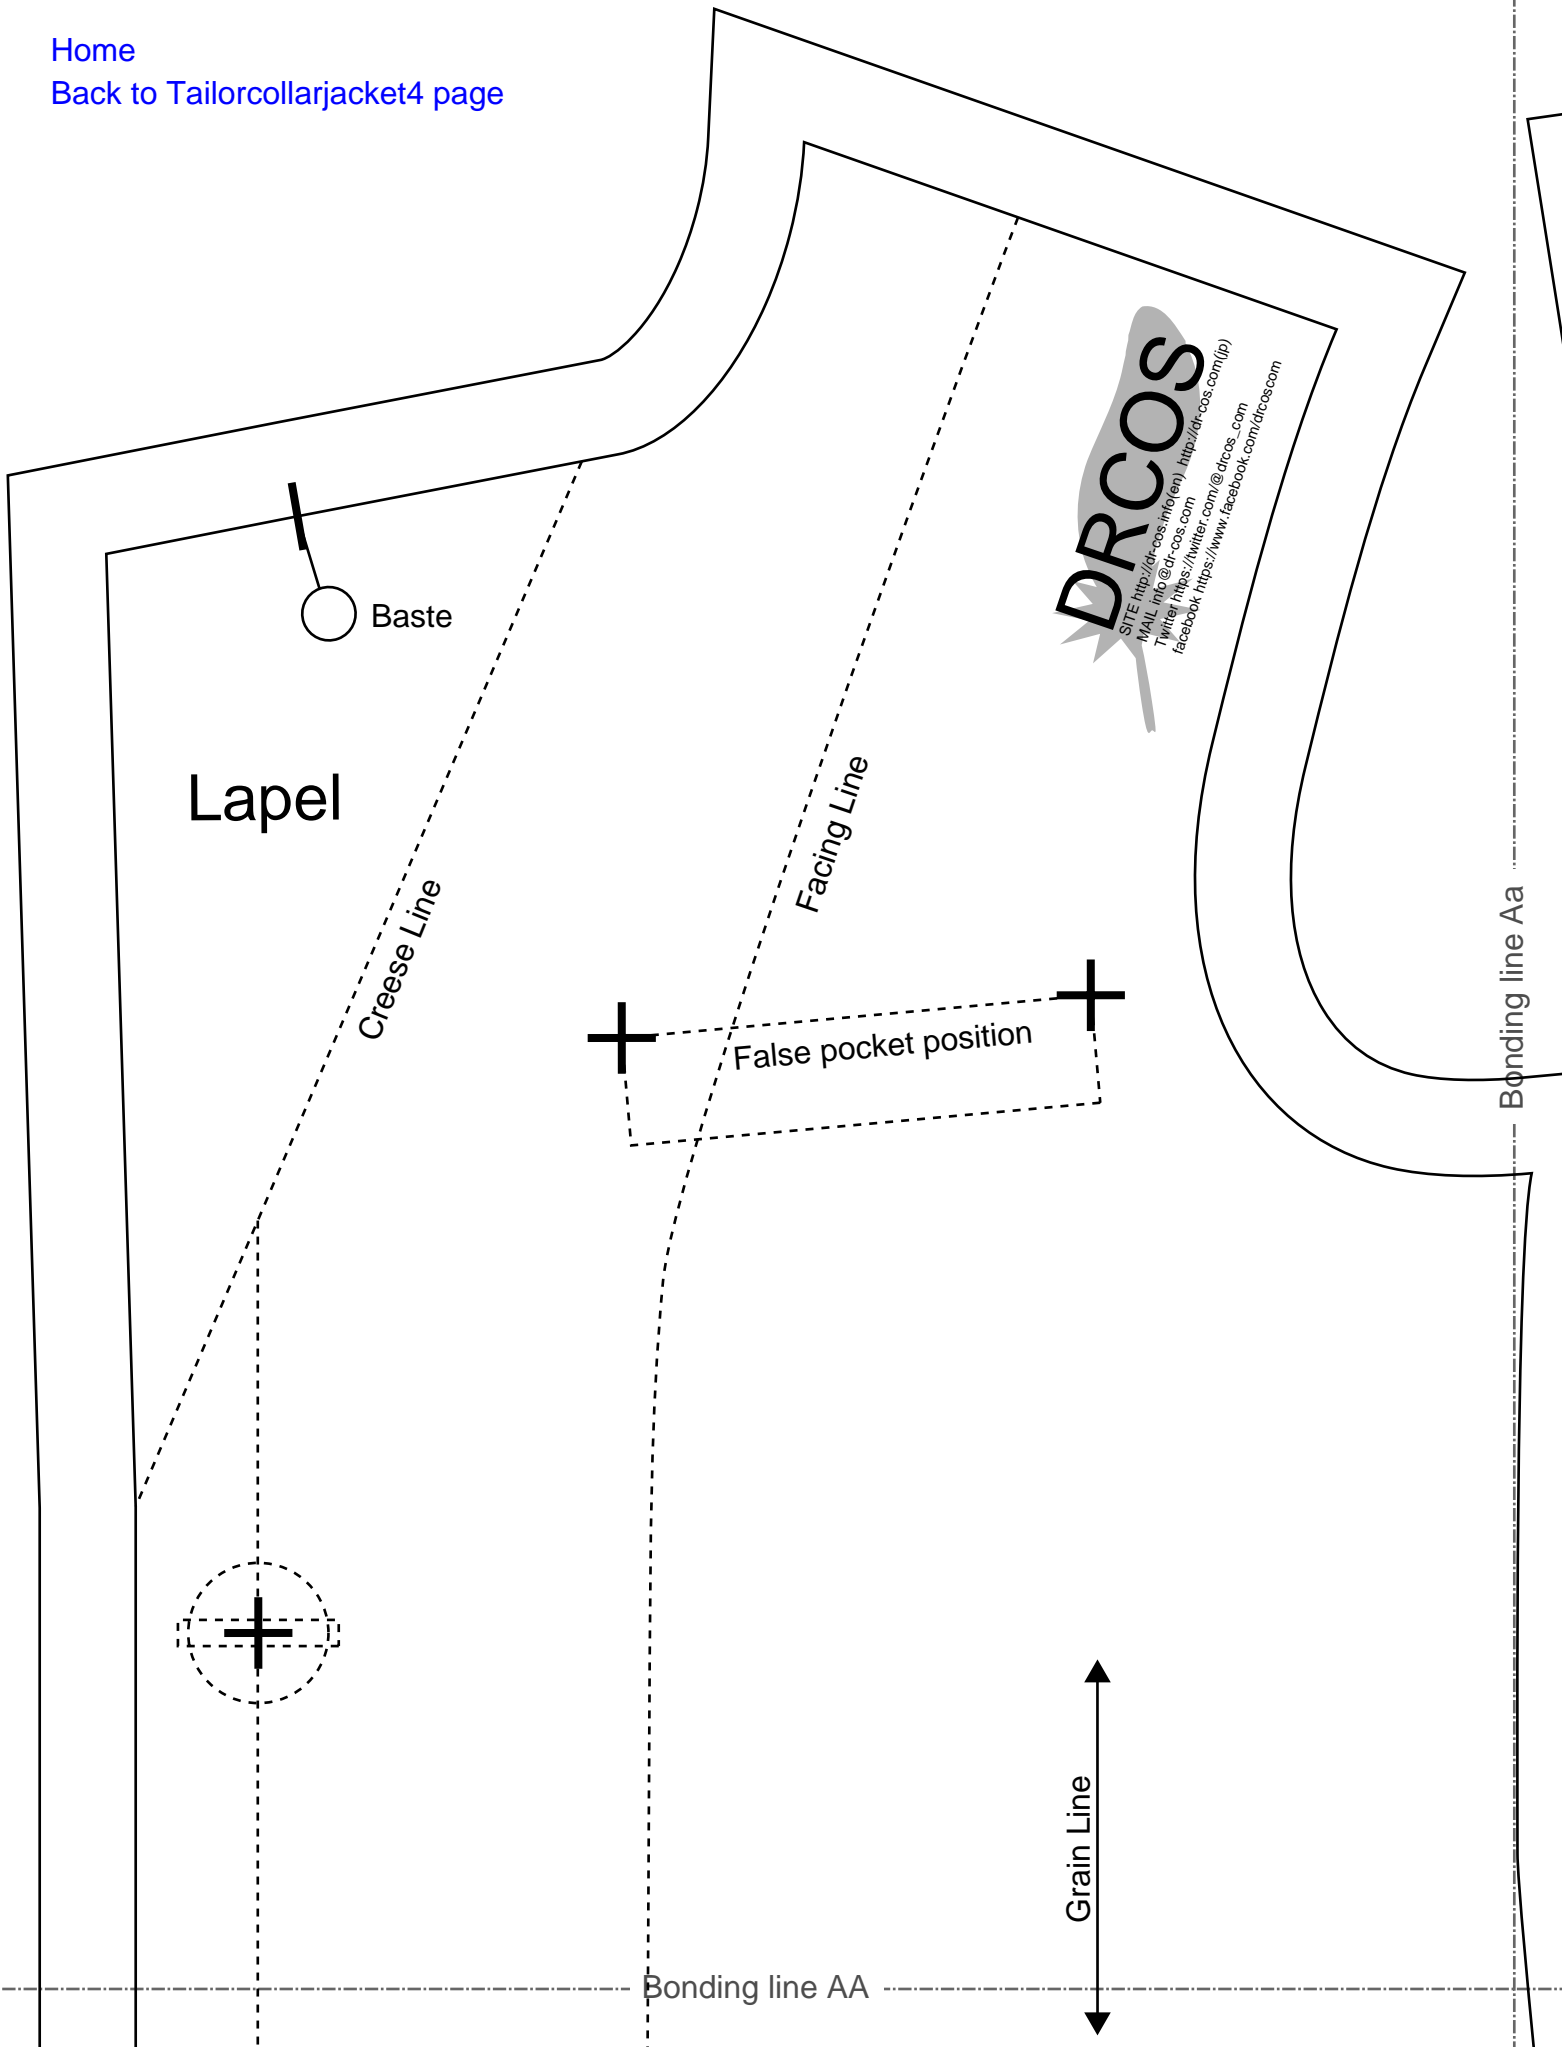 Home
Back to Tailorcollarjacket4 page
DRCOS
SITE http://dr-cos.info(en) http://dr-cos.com(jp)
MAIL info@dr-cos.com
Twitter https://twitter.com/@drcos_com
facebook https://www.facebook.com/drcoscom
Baste
Lapel
Facing Line
Creese Line
Bonding line Aa
False pocket position
Grain Line
Bonding line AA